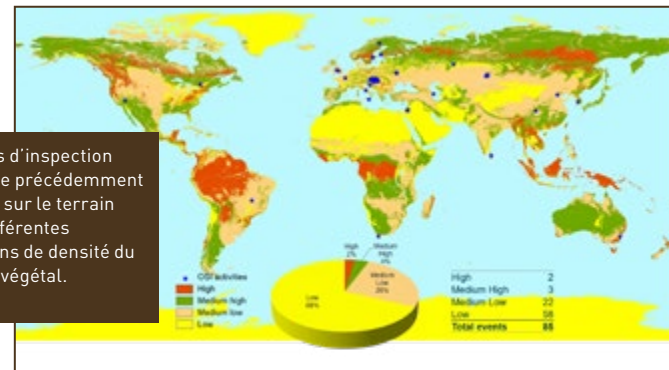 s d’inspection
e précédemment
sur le terrain
férentes
ns de densité du
végétal.
OSI activities
High
Medium high
Medium low
Low
High
2%
Medium
High
4%
Medium
Low
26%
Low
68%
High 2
Medium High 3
Medium Low 22
Low 58
Total events 85